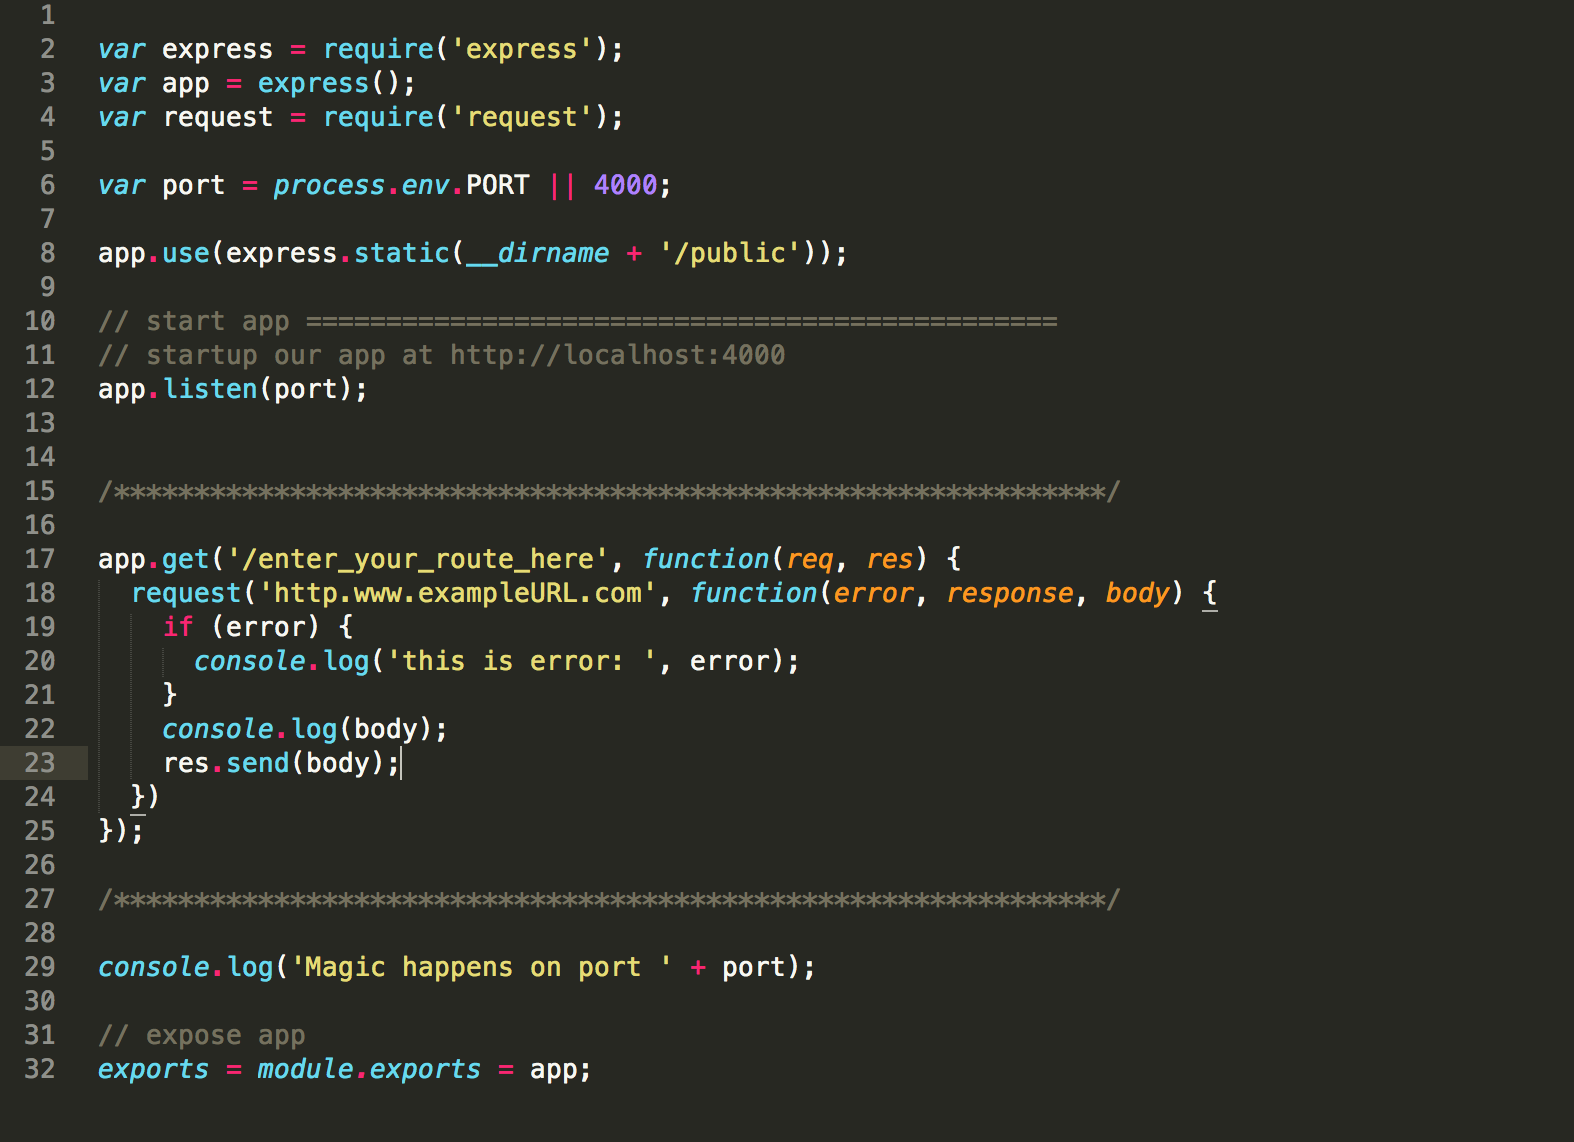 1
2 var express = require('express');
3 var app = express();
4 var request = require('request');
5
6 var port = process.env.PORT || 4000;
7
8 app.use(express.static(__dirname + '/public'));
9
10 // start app ===============================================
11 // startup our app at http://localhost:4000
12 app.listen(port);
13
14
15 /**************************************************************/
16
17 app.get('/enter_your_route_here', function(req, res) {
18 request('http.www.exampleURL.com', function(error, response, body) {
19 if (error) {
20 console.log('this is error: ', error);
21 }
22 console.log(body);
23 res.send(body);
24 })
25 });
26
27 /**************************************************************/
28
29 console.log('Magic happens on port ' + port);
30
31 // expose app
32 exports = module.exports = app;